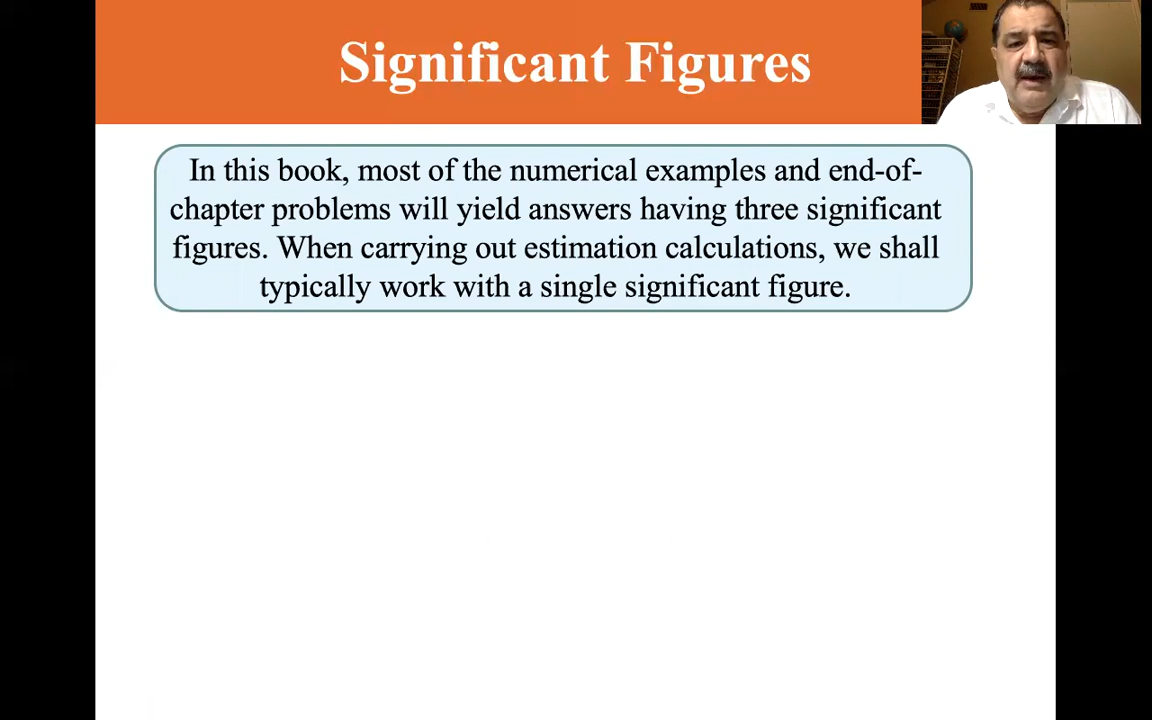 Significant Figures
In this book, most of the numerical examples and end-of-
chapter problems will yield answers having three significant
figures. When carrying out estimation calculations, we shall
typically work with a single significant figure.